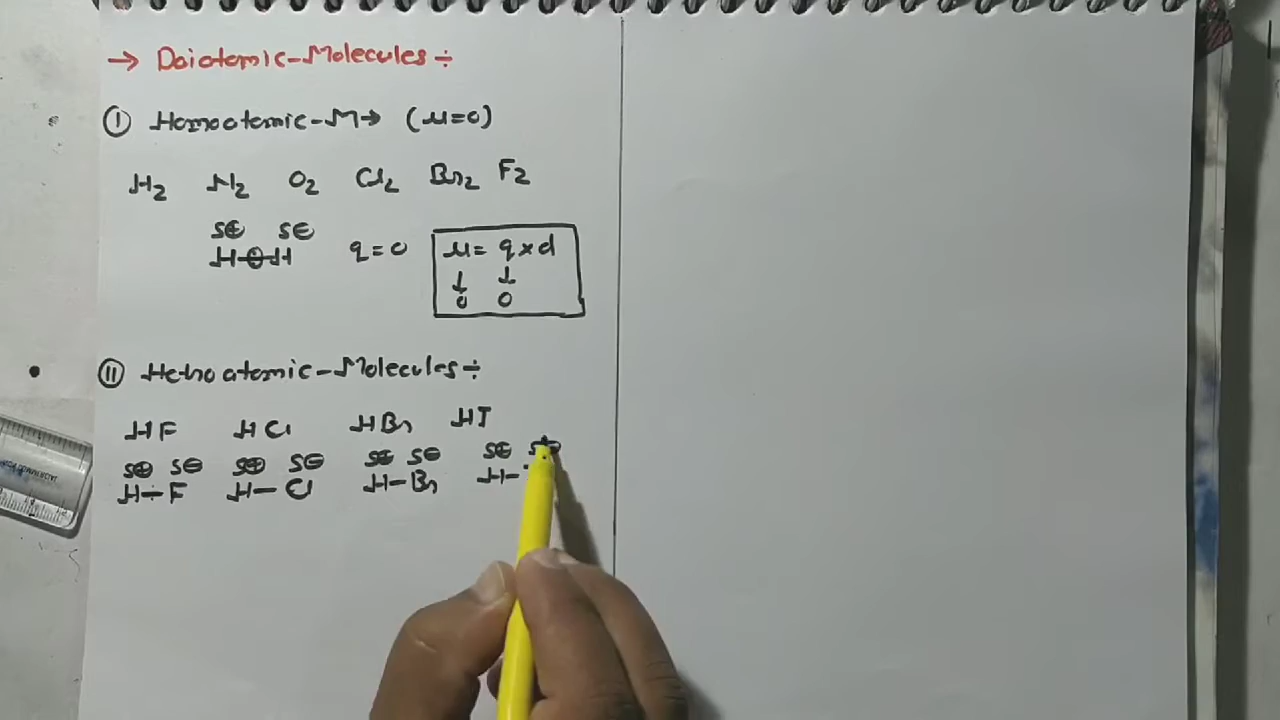 → Daiatomic-Molecules ÷
① Homoatomic-M→ (μ=0)
H₂ N₂ O₂ Cl₂ Br₂ F₂
δ⊕ δ⊖
H-⊕-H q=0 μ= q×d
↓ ↓
0 0
② Hetroatomic-Molecules ÷
HF HCl HBr HI
δ⊕ δ⊖ δ⊕ δ⊖ δ⊕ δ⊖ δ⊕
H-F H-Cl H-Br H-